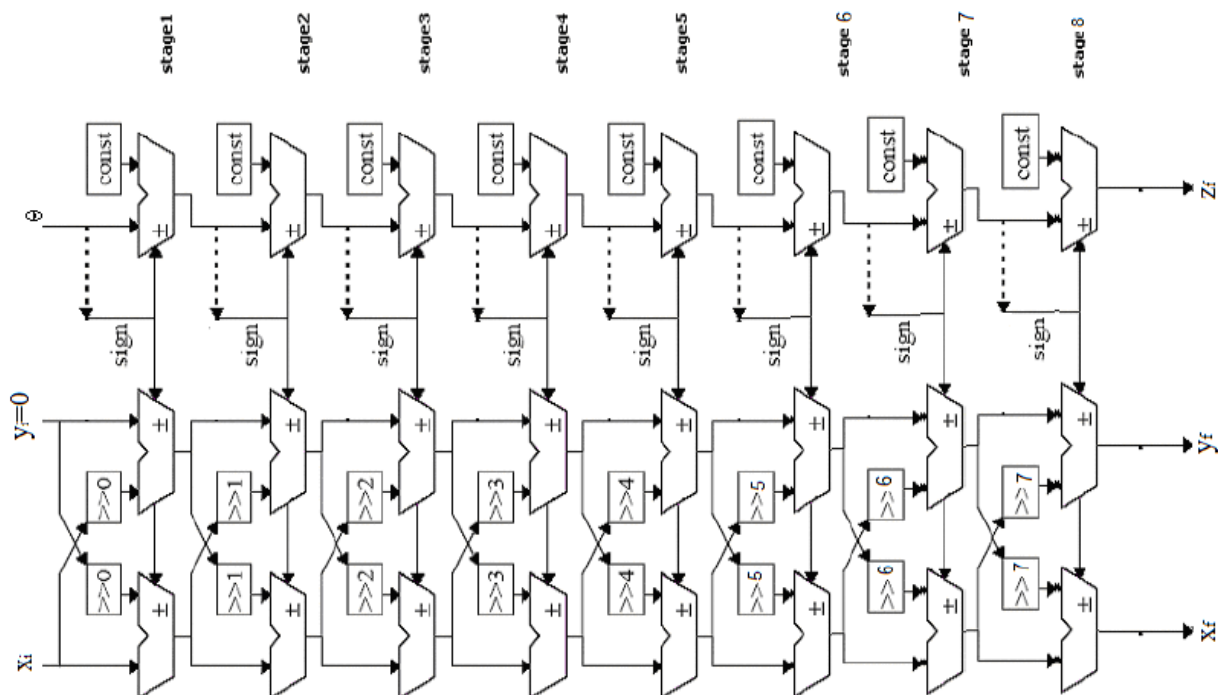 xi
yi=0
θ
>>0
>>0
sign
const
stage1
±
±
±
>>1
>>1
sign
const
stage2
±
±
±
>>2
>>2
sign
const
stage3
±
±
±
>>3
>>3
sign
const
stage4
±
±
±
>>4
>>4
sign
const
stage5
±
±
±
>>5
>>5
sign
const
stage 6
±
±
±
>>6
>>6
sign
const
stage 7
±
±
±
>>7
>>7
sign
const
stage 8
±
±
±
xf
yf
zf